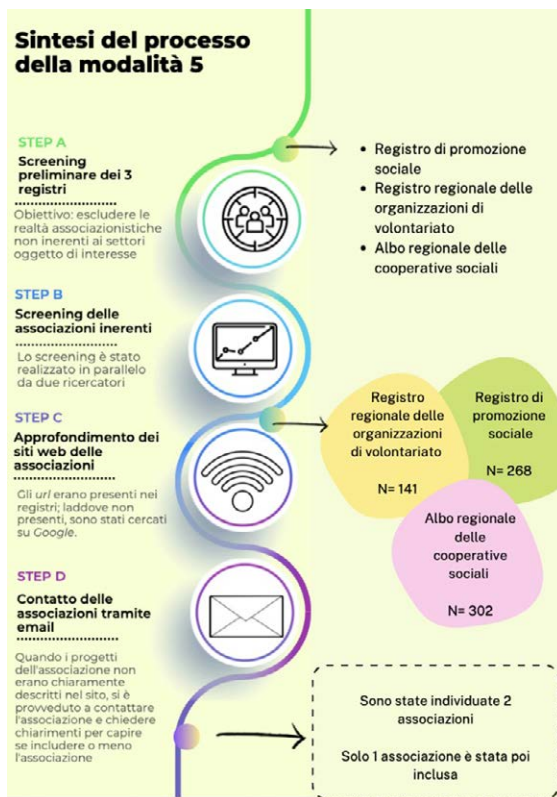 Sintesi del processo
della modalità 5
STEP A
Screening
preliminare dei 3
registri
Obiettivo: escludere le
realtà associazionistiche
non inerenti ai settori
oggetto di interesse
• Registro di promozione
sociale
• Registro regionale delle
organizzazioni di
volontariato
• Albo regionale delle
cooperative sociali
STEP B
Screening delle
associazioni inerenti
Lo screening è stato
realizzato in parallelo
da due ricercatori
STEP C
Approfondimento dei
siti web delle
associazioni
Gli url erano presenti nei
registri; laddove non
presenti, sono stati cercati
su Google.
Registro
regionale delle
organizzazioni
di volontariato
N= 141
Registro di
promozione
sociale
N= 268
Albo regionale
delle
cooperative
sociali
N= 302
STEP D
Contatto delle
associazioni tramite
email
Quando i progetti
dell'associazione non
erano chiaramente
descritti nel sito, si è
provveduto a contattare
l'associazione e chiedere
chiarimenti per capire
se includere o meno
l'associazione
Sono state individuate 2
associazioni
Solo 1 associazione è stata poi
inclusa